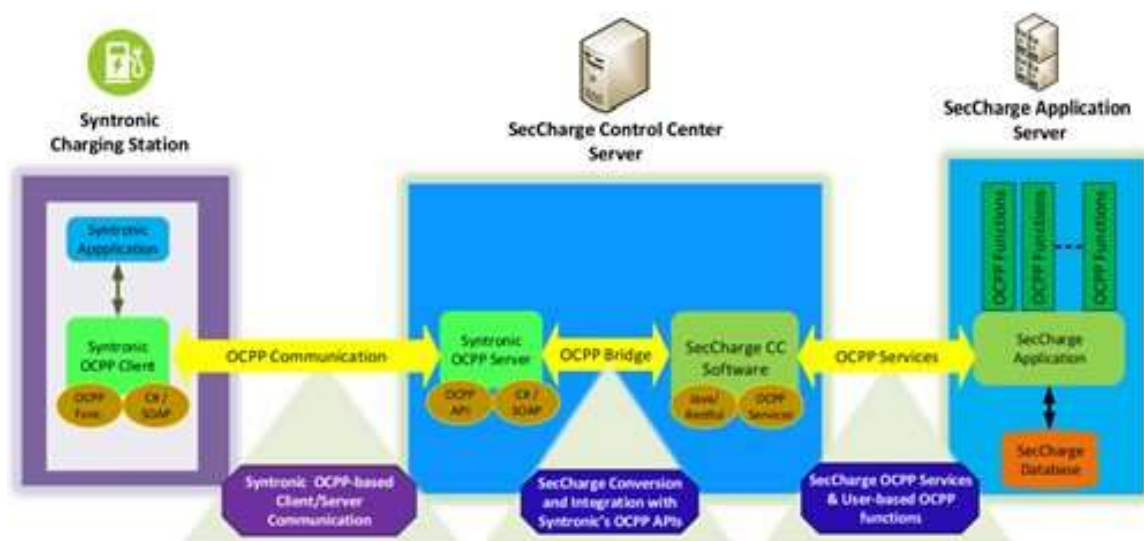 Syntronic
Charging Station
SecCharge Control Center
Server
SecCharge Application
Server
Syntronic
Appplication
Syntronic
OCPP Client
OCPP
Func.
C# /
SOAP
OCPP Communication
Syntronic
OCPP Server
OCPP
API
C# /
SOAP
OCPP Bridge
SecCharge CC
Software
Java/
Restful
OCPP
Services
OCPP Services
OCPP Functions
OCPP Functions
OCPP Functions
SecCharge
Application
SecCharge
Database
Syntronic OCPP-based
Client/Server
Communication
SecCharge Conversion
and Integration with
Syntronic's OCPP APIs
SecCharge OCPP Services
& User-based OCPP
functions